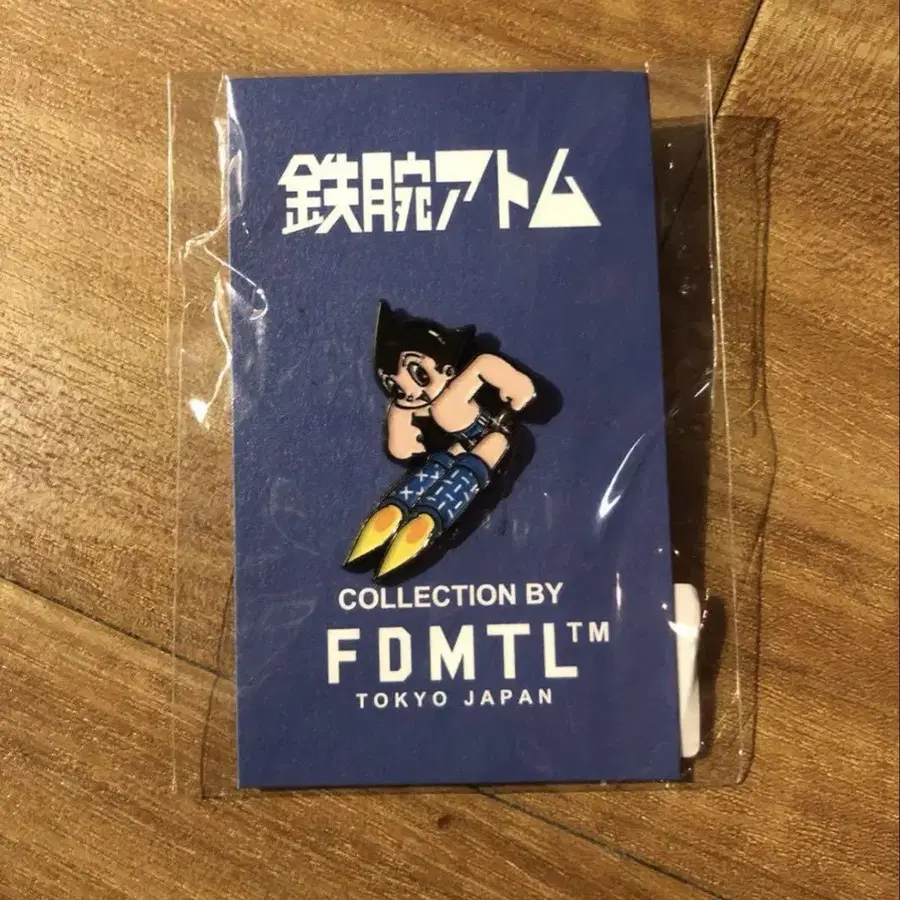 鉄腕アトム
COLLECTION BY
FDMTL™
TOKYO JAPAN